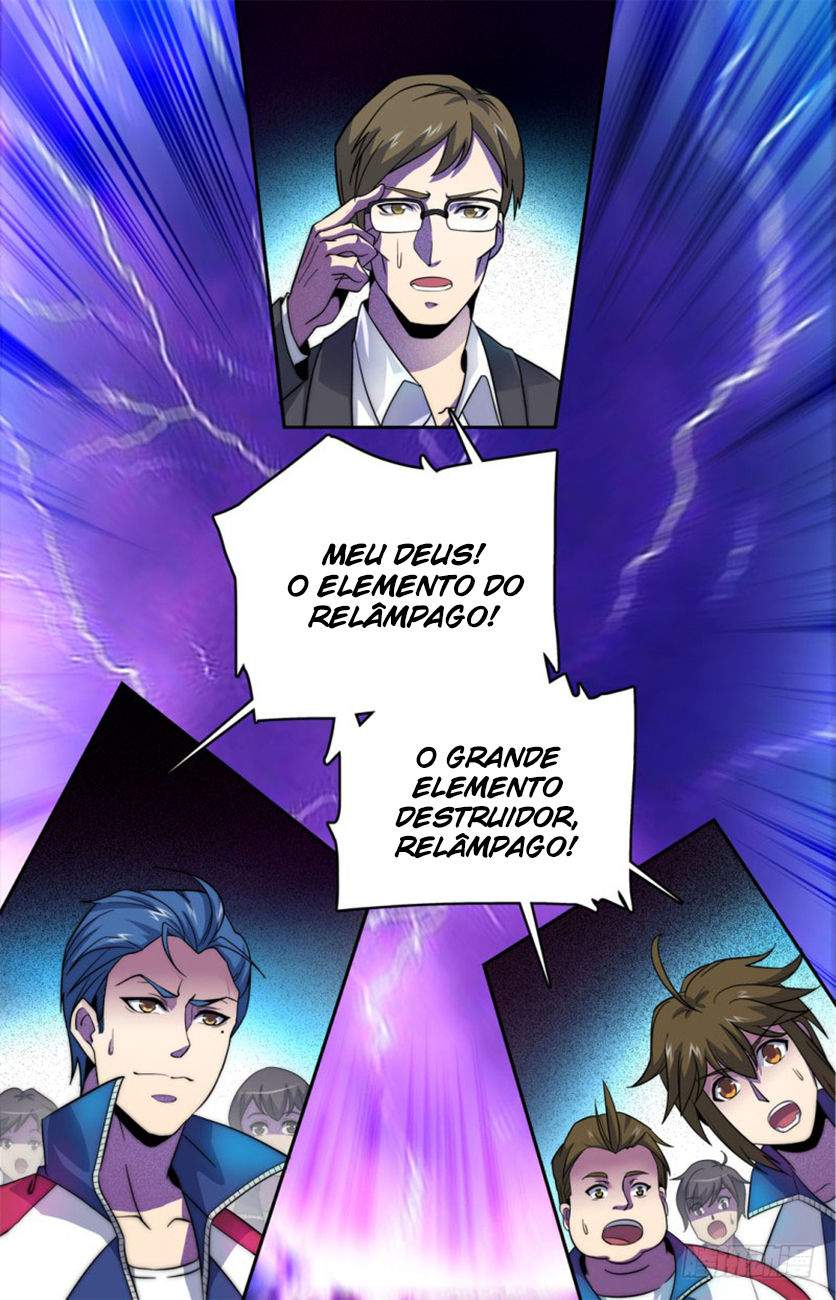 MEU DEUS!
O ELEMENTO DO
RELÂMPAGO!
O GRANDE
ELEMENTO
DESTRUIDOR,
RELÂMPAGO!